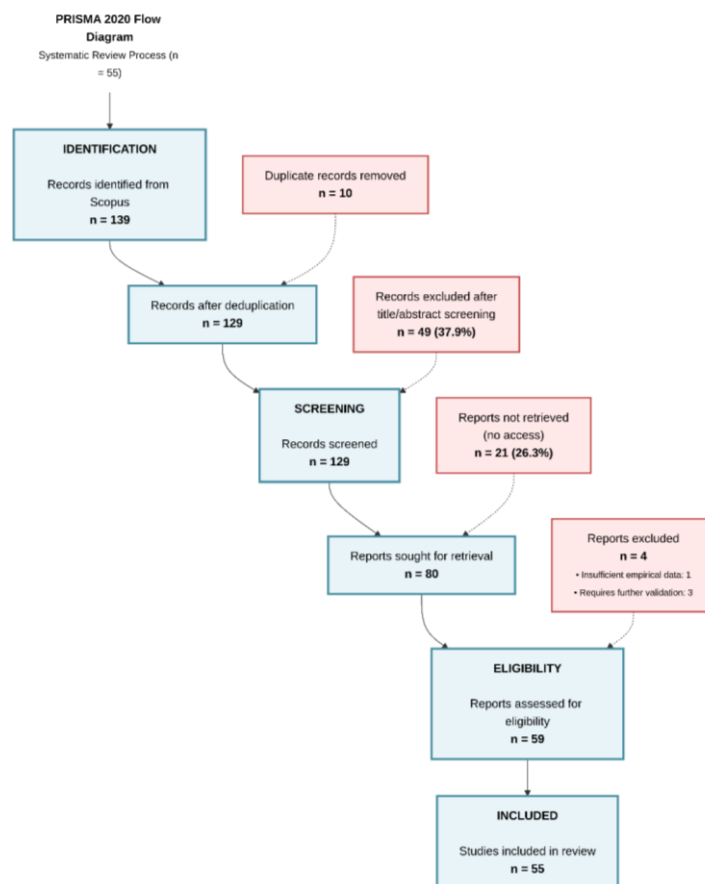 PRISMA 2020 Flow
Diagram
Systematic Review Process (n
= 55)
IDENTIFICATION
Records identified from
Scopus
n = 139
Duplicate records removed
n = 10
Records after deduplication
n = 129
Records excluded after
title/abstract screening
n = 49 (37.9%)
SCREENING
Records screened
n = 129
Reports not retrieved
(no access)
n = 21 (26.3%)
Reports sought for retrieval
n = 80
Reports excluded
n = 4
• Insufficient empirical data: 1
• Requires further validation: 3
ELIGIBILITY
Reports assessed for
eligibility
n = 59
INCLUDED
Studies included in review
n = 55